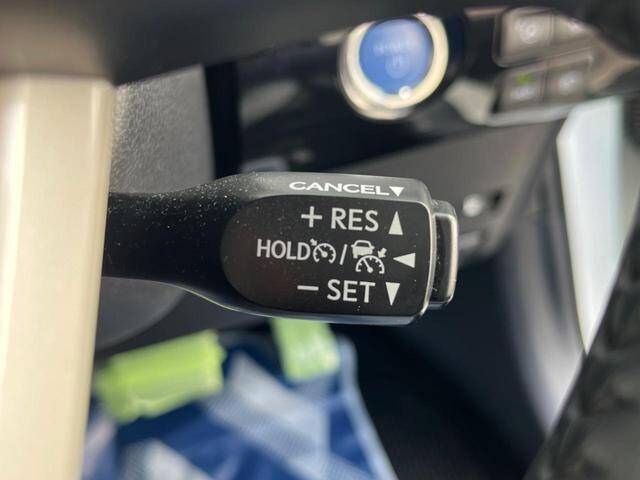 CANCEL▼
+ RES ▲
HOLD / ◄
− SET ▼